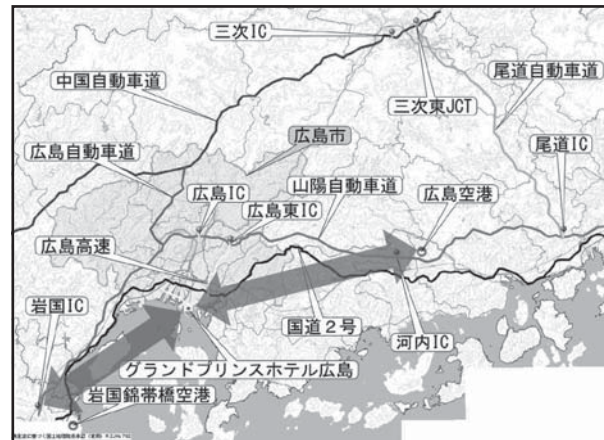 三次IC
中国自動車道
尾道自動車道
三次東JCT
広島市
広島自動車道
尾道IC
広島IC
山陽自動車道
広島空港
広島東IC
広島高速
岩国IC
国道2号
河内IC
グランドプリンスホテル広島
岩国錦帯橋空港